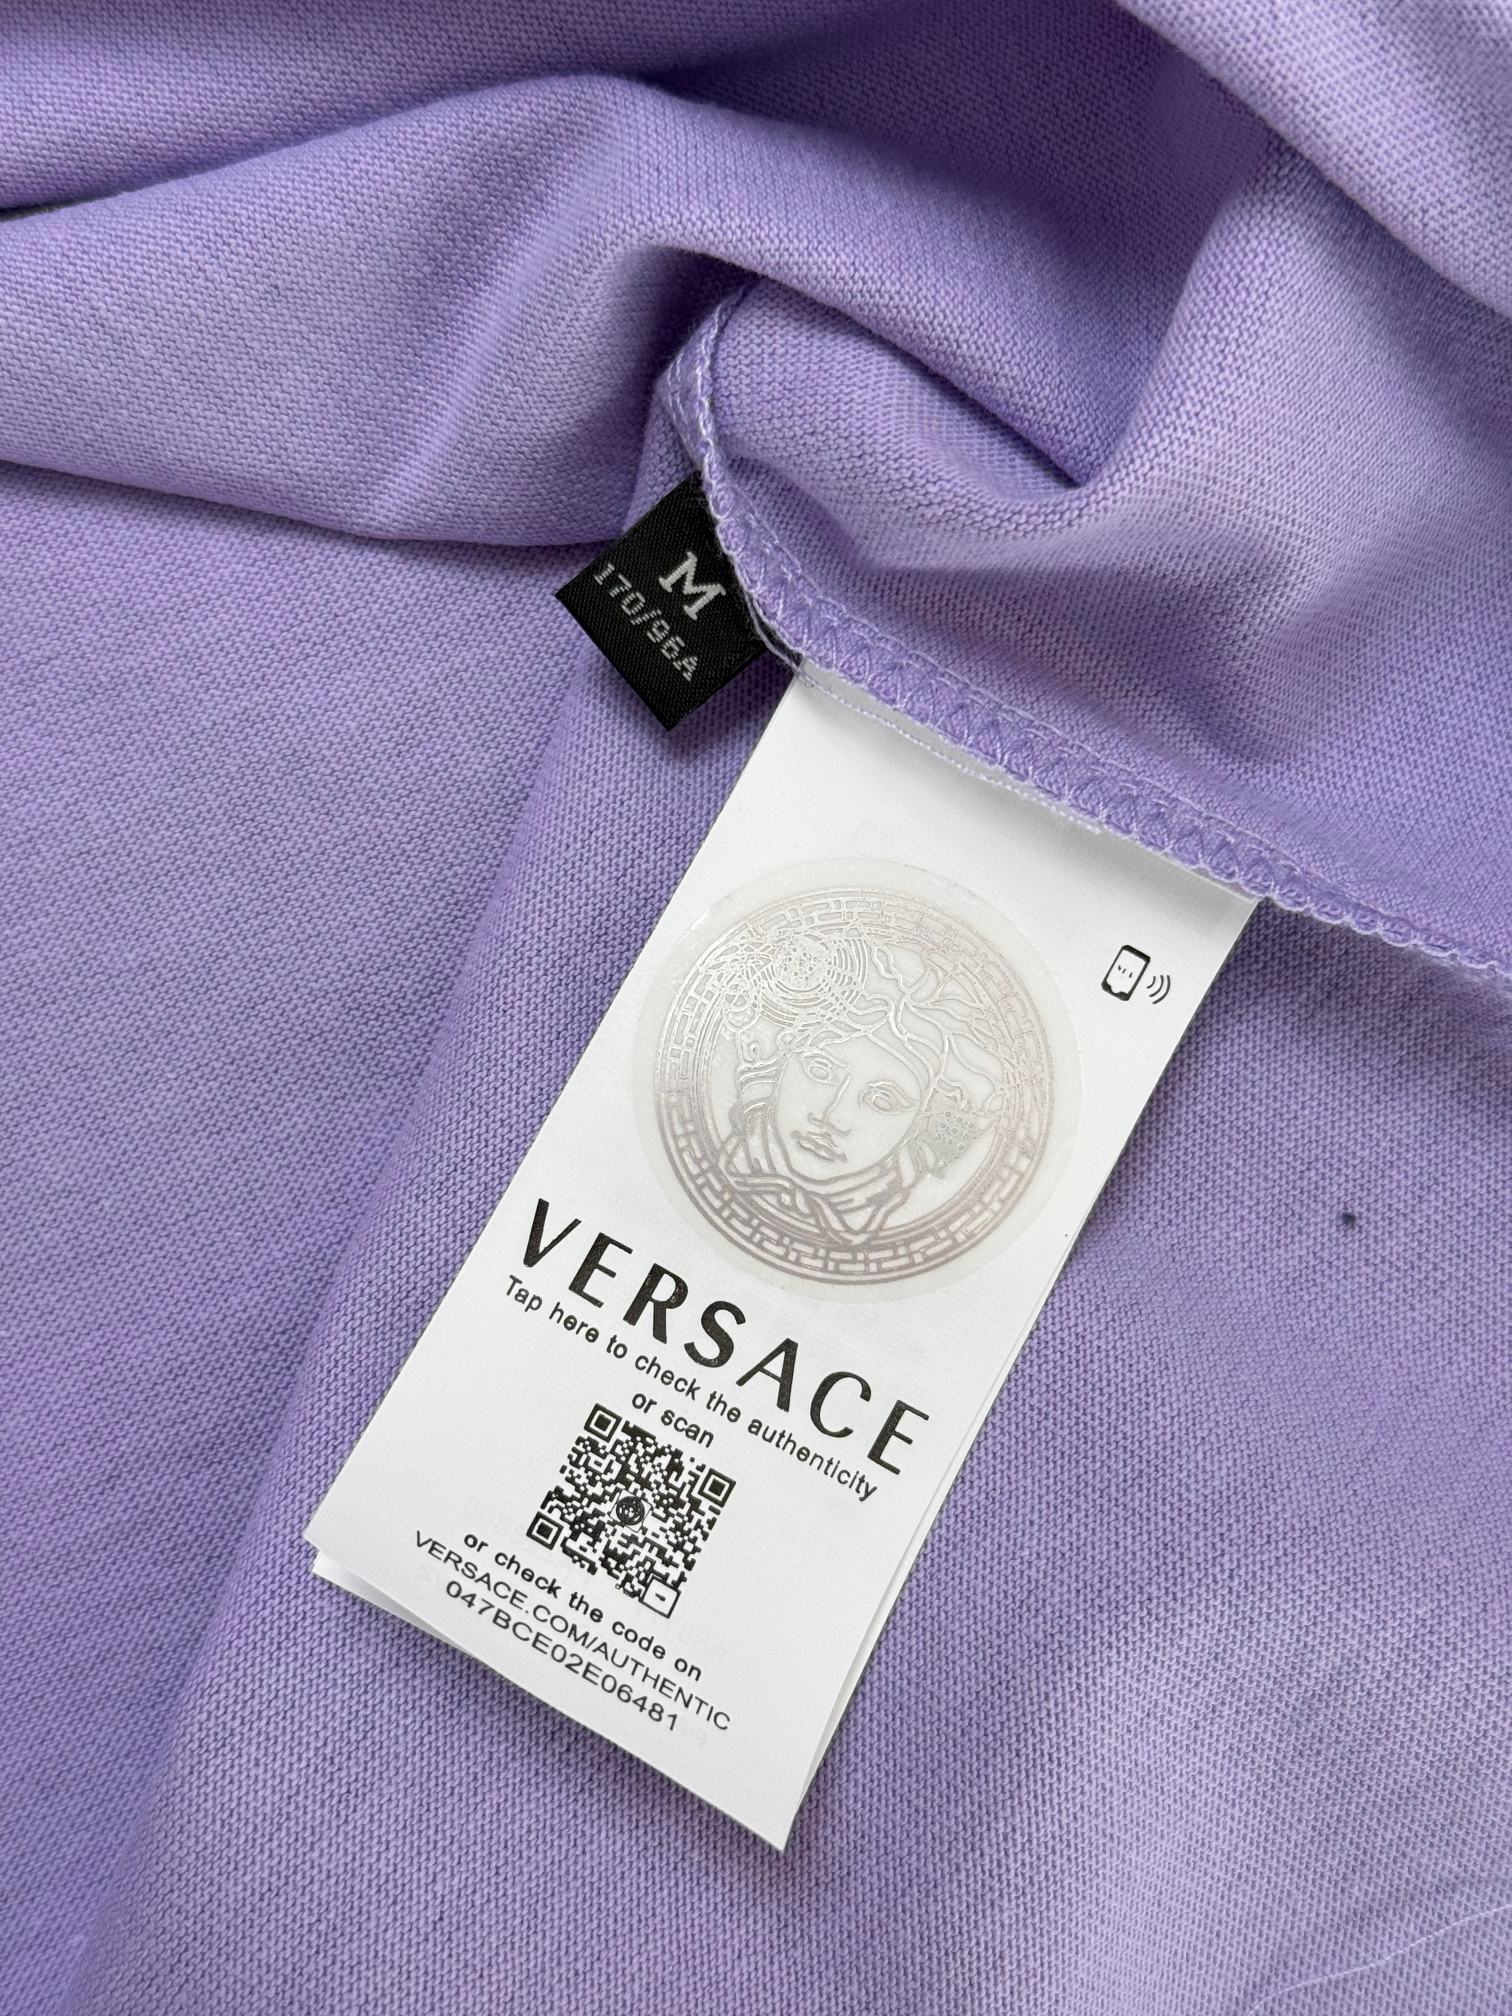 M
170/96A
VERSACE
Tap here to check the authenticity
or scan
or check the code on
VERSACE.COM/AUTHENTIC
047BCE02E06481